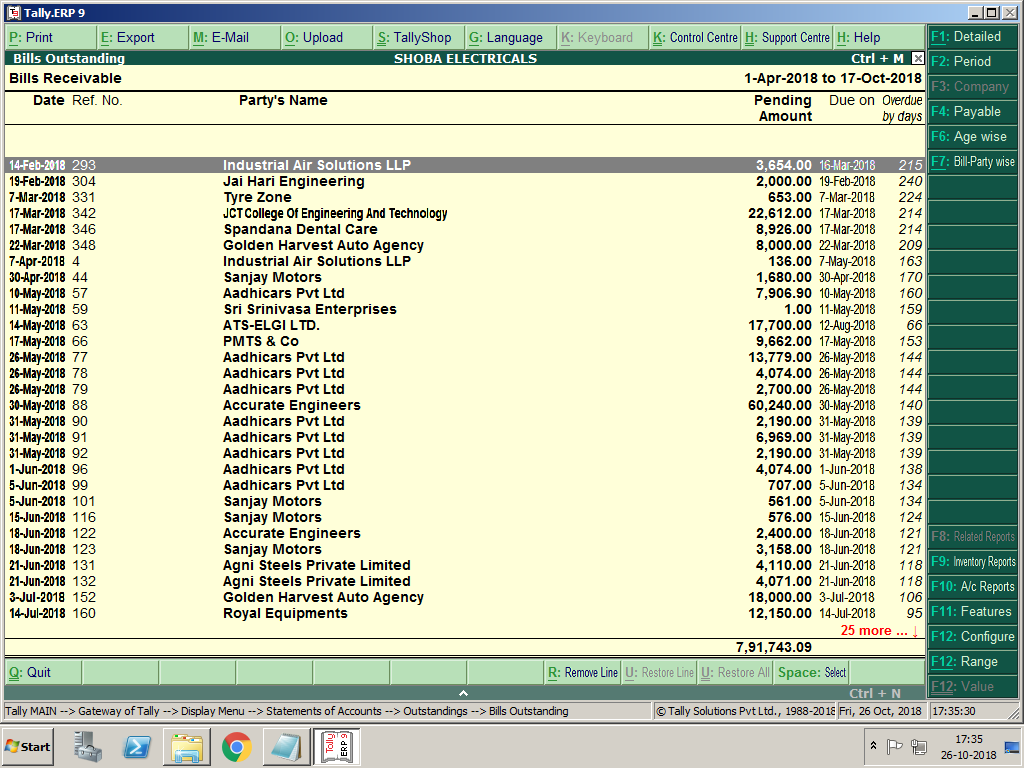 Tally.ERP 9
P: Print E: Export M: E-Mail O: Upload S: TallyShop G: Language K: Keyboard K: Control Centre H: Support Centre H: Help F1: Detailed
Bills Outstanding SHOBA ELECTRICALS Ctrl + M
F2: Period
Bills Receivable 1-Apr-2018 to 17-Oct-2018
F3: Company
Date Ref. No. Party's Name Pending Amount Due on Overdue by days
F4: Payable
F6: Age wise
F7: Bill-Party wise
14-Feb-2018 293 Industrial Air Solutions LLP 3,654.00 16-Mar-2018 215
19-Feb-2018 304 Jai Hari Engineering 2,000.00 19-Feb-2018 240
7-Mar-2018 331 Tyre Zone 653.00 7-Mar-2018 224
17-Mar-2018 342 JCT College Of Engineering And Technology 22,612.00 17-Mar-2018 214
17-Mar-2018 346 Spandana Dental Care 8,926.00 17-Mar-2018 214
22-Mar-2018 348 Golden Harvest Auto Agency 8,000.00 22-Mar-2018 209
7-Apr-2018 4 Industrial Air Solutions LLP 136.00 7-May-2018 163
30-Apr-2018 44 Sanjay Motors 1,680.00 30-Apr-2018 170
10-May-2018 57 Aadhicars Pvt Ltd 7,906.90 10-May-2018 160
11-May-2018 59 Sri Srinivasa Enterprises 1.00 11-May-2018 159
14-May-2018 63 ATS-ELGI LTD. 17,700.00 12-Aug-2018 66
17-May-2018 66 PMTS & Co 9,662.00 17-May-2018 153
26-May-2018 77 Aadhicars Pvt Ltd 13,779.00 26-May-2018 144
26-May-2018 78 Aadhicars Pvt Ltd 4,074.00 26-May-2018 144
26-May-2018 79 Aadhicars Pvt Ltd 2,700.00 26-May-2018 144
30-May-2018 88 Accurate Engineers 60,240.00 30-May-2018 140
31-May-2018 90 Aadhicars Pvt Ltd 2,190.00 31-May-2018 139
31-May-2018 91 Aadhicars Pvt Ltd 6,969.00 31-May-2018 139
31-May-2018 92 Aadhicars Pvt Ltd 2,190.00 31-May-2018 139
1-Jun-2018 96 Aadhicars Pvt Ltd 4,074.00 1-Jun-2018 138
5-Jun-2018 99 Aadhicars Pvt Ltd 707.00 5-Jun-2018 134
5-Jun-2018 101 Sanjay Motors 561.00 5-Jun-2018 134
15-Jun-2018 116 Sanjay Motors 576.00 15-Jun-2018 124
18-Jun-2018 122 Accurate Engineers 2,400.00 18-Jun-2018 121
18-Jun-2018 123 Sanjay Motors 3,158.00 18-Jun-2018 121
21-Jun-2018 131 Agni Steels Private Limited 4,110.00 21-Jun-2018 118
21-Jun-2018 132 Agni Steels Private Limited 4,071.00 21-Jun-2018 118
3-Jul-2018 152 Golden Harvest Auto Agency 18,000.00 3-Jul-2018 106
14-Jul-2018 160 Royal Equipments 12,150.00 14-Jul-2018 95
25 more ... ↓
7,91,743.09
F8: Related Reports
F9: Inventory Reports
F10: A/c Reports
F11: Features
F12: Configure
F12: Range
F12: Value
Q: Quit R: Remove Line U: Restore Line U: Restore All Space: Select
Ctrl + N
Tally MAIN --> Gateway of Tally --> Display Menu --> Statements of Accounts --> Outstandings --> Bills Outstanding © Tally Solutions Pvt Ltd., 1988-2018 Fri, 26 Oct, 2018 17:35:30
Start Tally ERP 9 17:35
26-10-2018